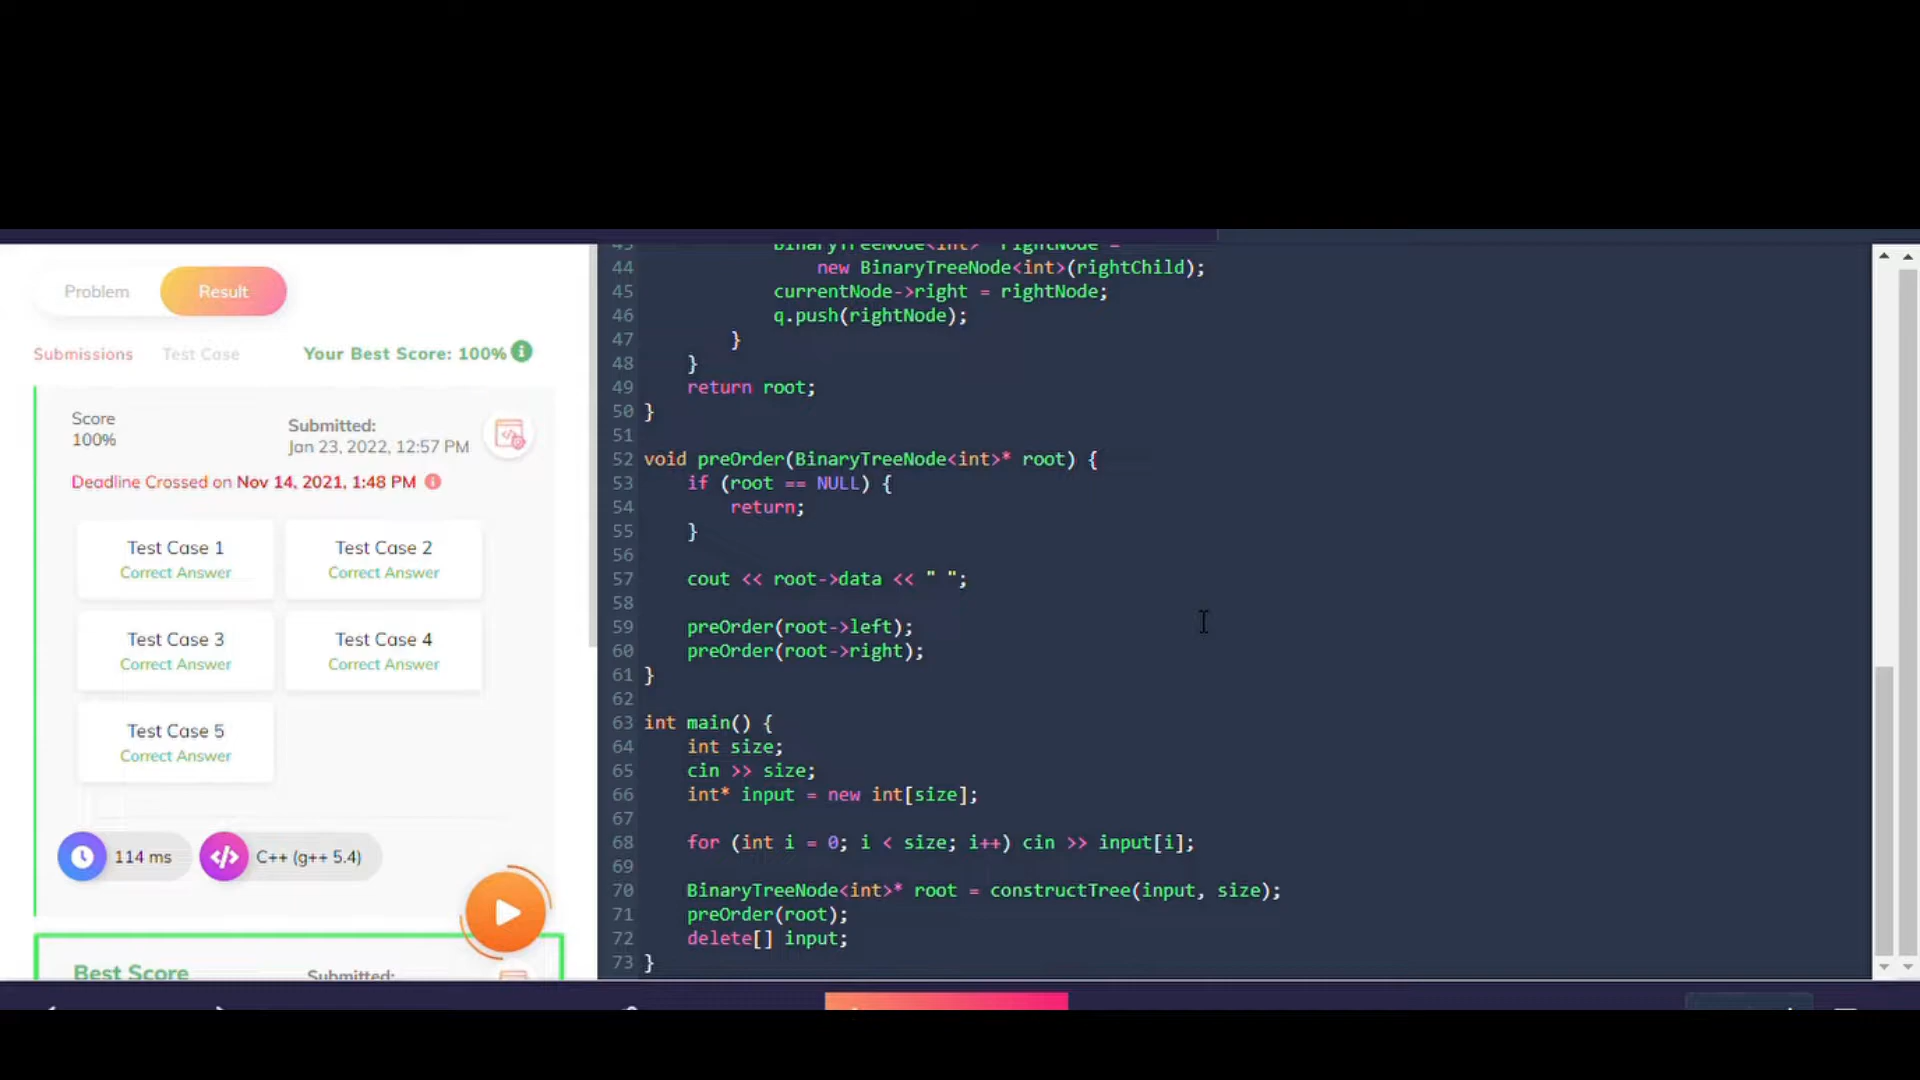 Problem
Result
Submissions
Test Case
Your Best Score: 100%
Score
100%
Submitted:
Jan 23, 2022, 12:57 PM
Deadline Crossed on Nov 14, 2021, 1:48 PM
Test Case 1
Correct Answer
Test Case 2
Correct Answer
Test Case 3
Correct Answer
Test Case 4
Correct Answer
Test Case 5
Correct Answer
114 ms
C++ (g++ 5.4)
Best Score
Submitted:
43 BinaryTreeNode<int>* rightNode =
44 new BinaryTreeNode<int>(rightChild);
45 currentNode->right = rightNode;
46 q.push(rightNode);
47 }
48 }
49 return root;
50 }
51
52 void preOrder(BinaryTreeNode<int>* root) {
53 if (root == NULL) {
54 return;
55 }
56
57 cout << root->data << " ";
58
59 preOrder(root->left);
60 preOrder(root->right);
61 }
62
63 int main() {
64 int size;
65 cin >> size;
66 int* input = new int[size];
67
68 for (int i = 0; i < size; i++) cin >> input[i];
69
70 BinaryTreeNode<int>* root = constructTree(input, size);
71 preOrder(root);
72 delete[] input;
73 }